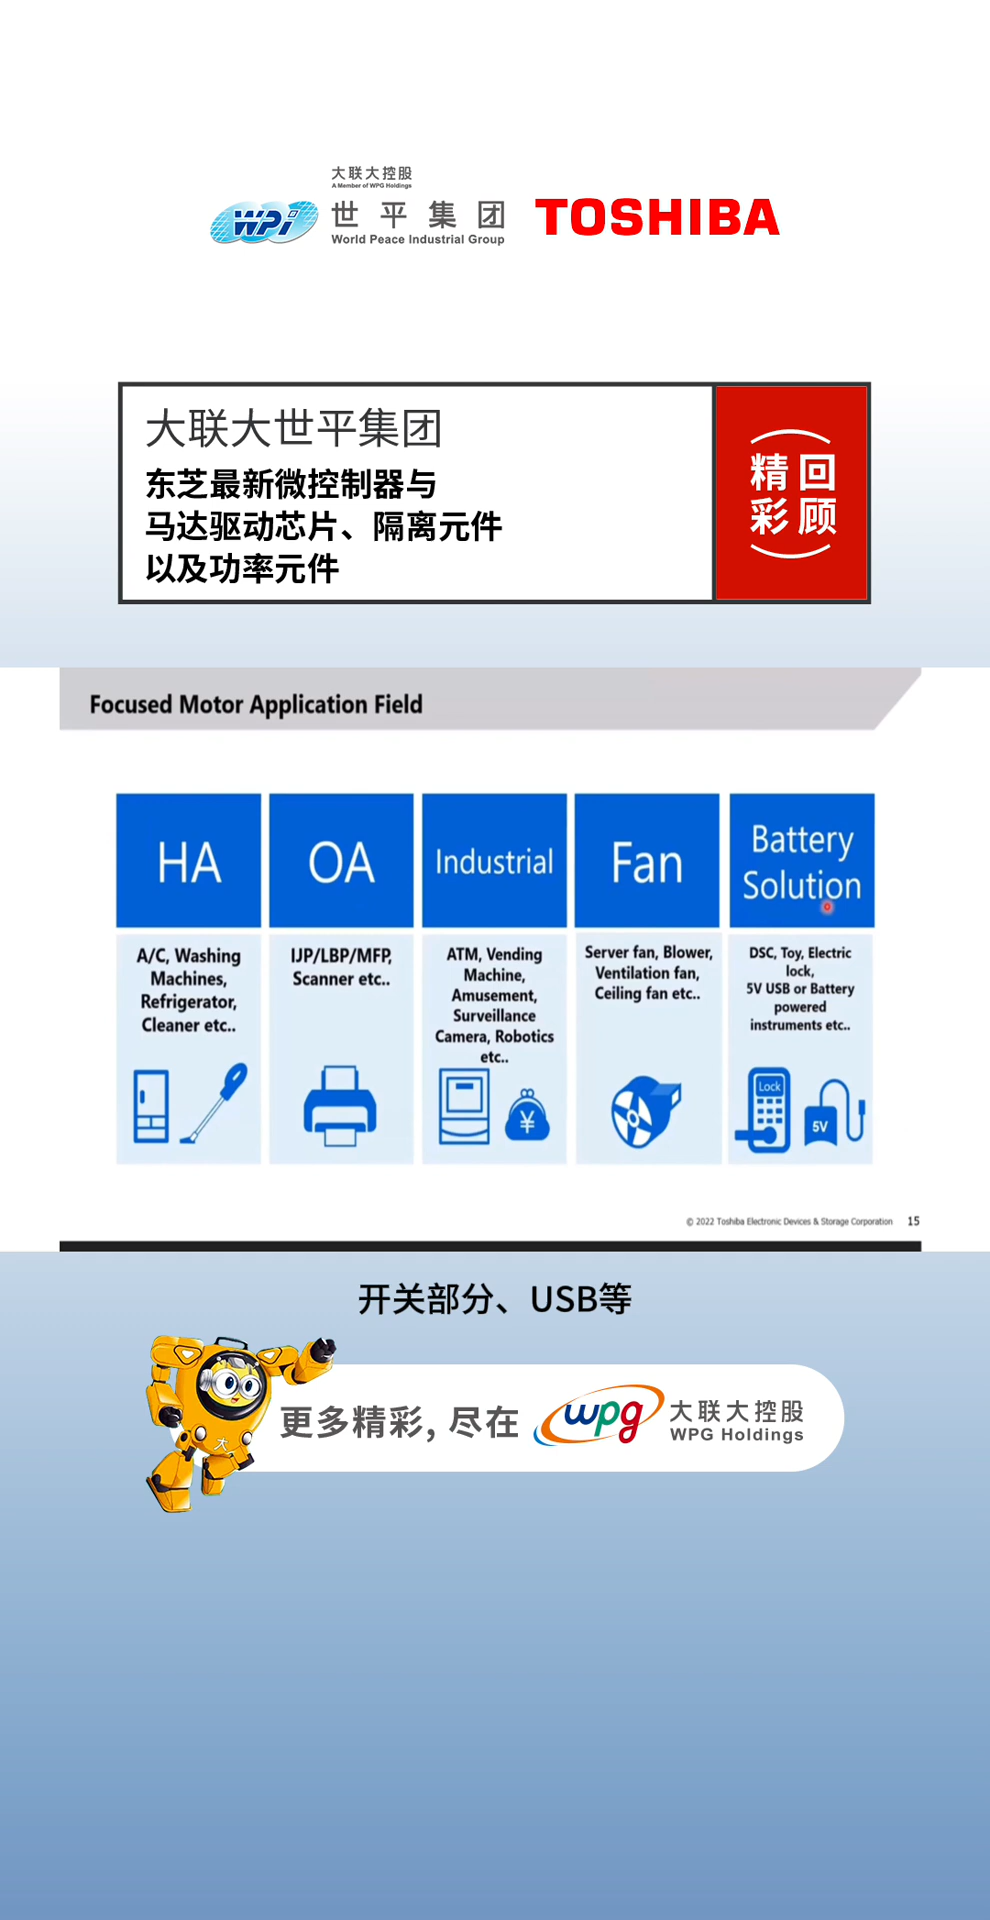 大联大控股
A Member of WPG Holdings
WPi
世平集团
World Peace Industrial Group
TOSHIBA
大联大世平集团
东芝最新微控制器与
马达驱动芯片、隔离元件
以及功率元件
精彩
回顾
Focused Motor Application Field
HA
A/C, Washing
Machines,
Refrigerator,
Cleaner etc..
OA
IJP/LBP/MFP,
Scanner etc..
Industrial
ATM, Vending
Machine,
Amusement,
Surveillance
Camera, Robotics
etc..
¥
Fan
Server fan, Blower,
Ventilation fan,
Ceiling fan etc..
Battery
Solution
DSC, Toy, Electric
lock,
5V USB or Battery
powered
instruments etc..
Lock
5V
© 2022 Toshiba Electronic Devices & Storage Corporation 15
开关部分、USB等
大
更多精彩,尽在
wpg
大联大控股
WPG Holdings